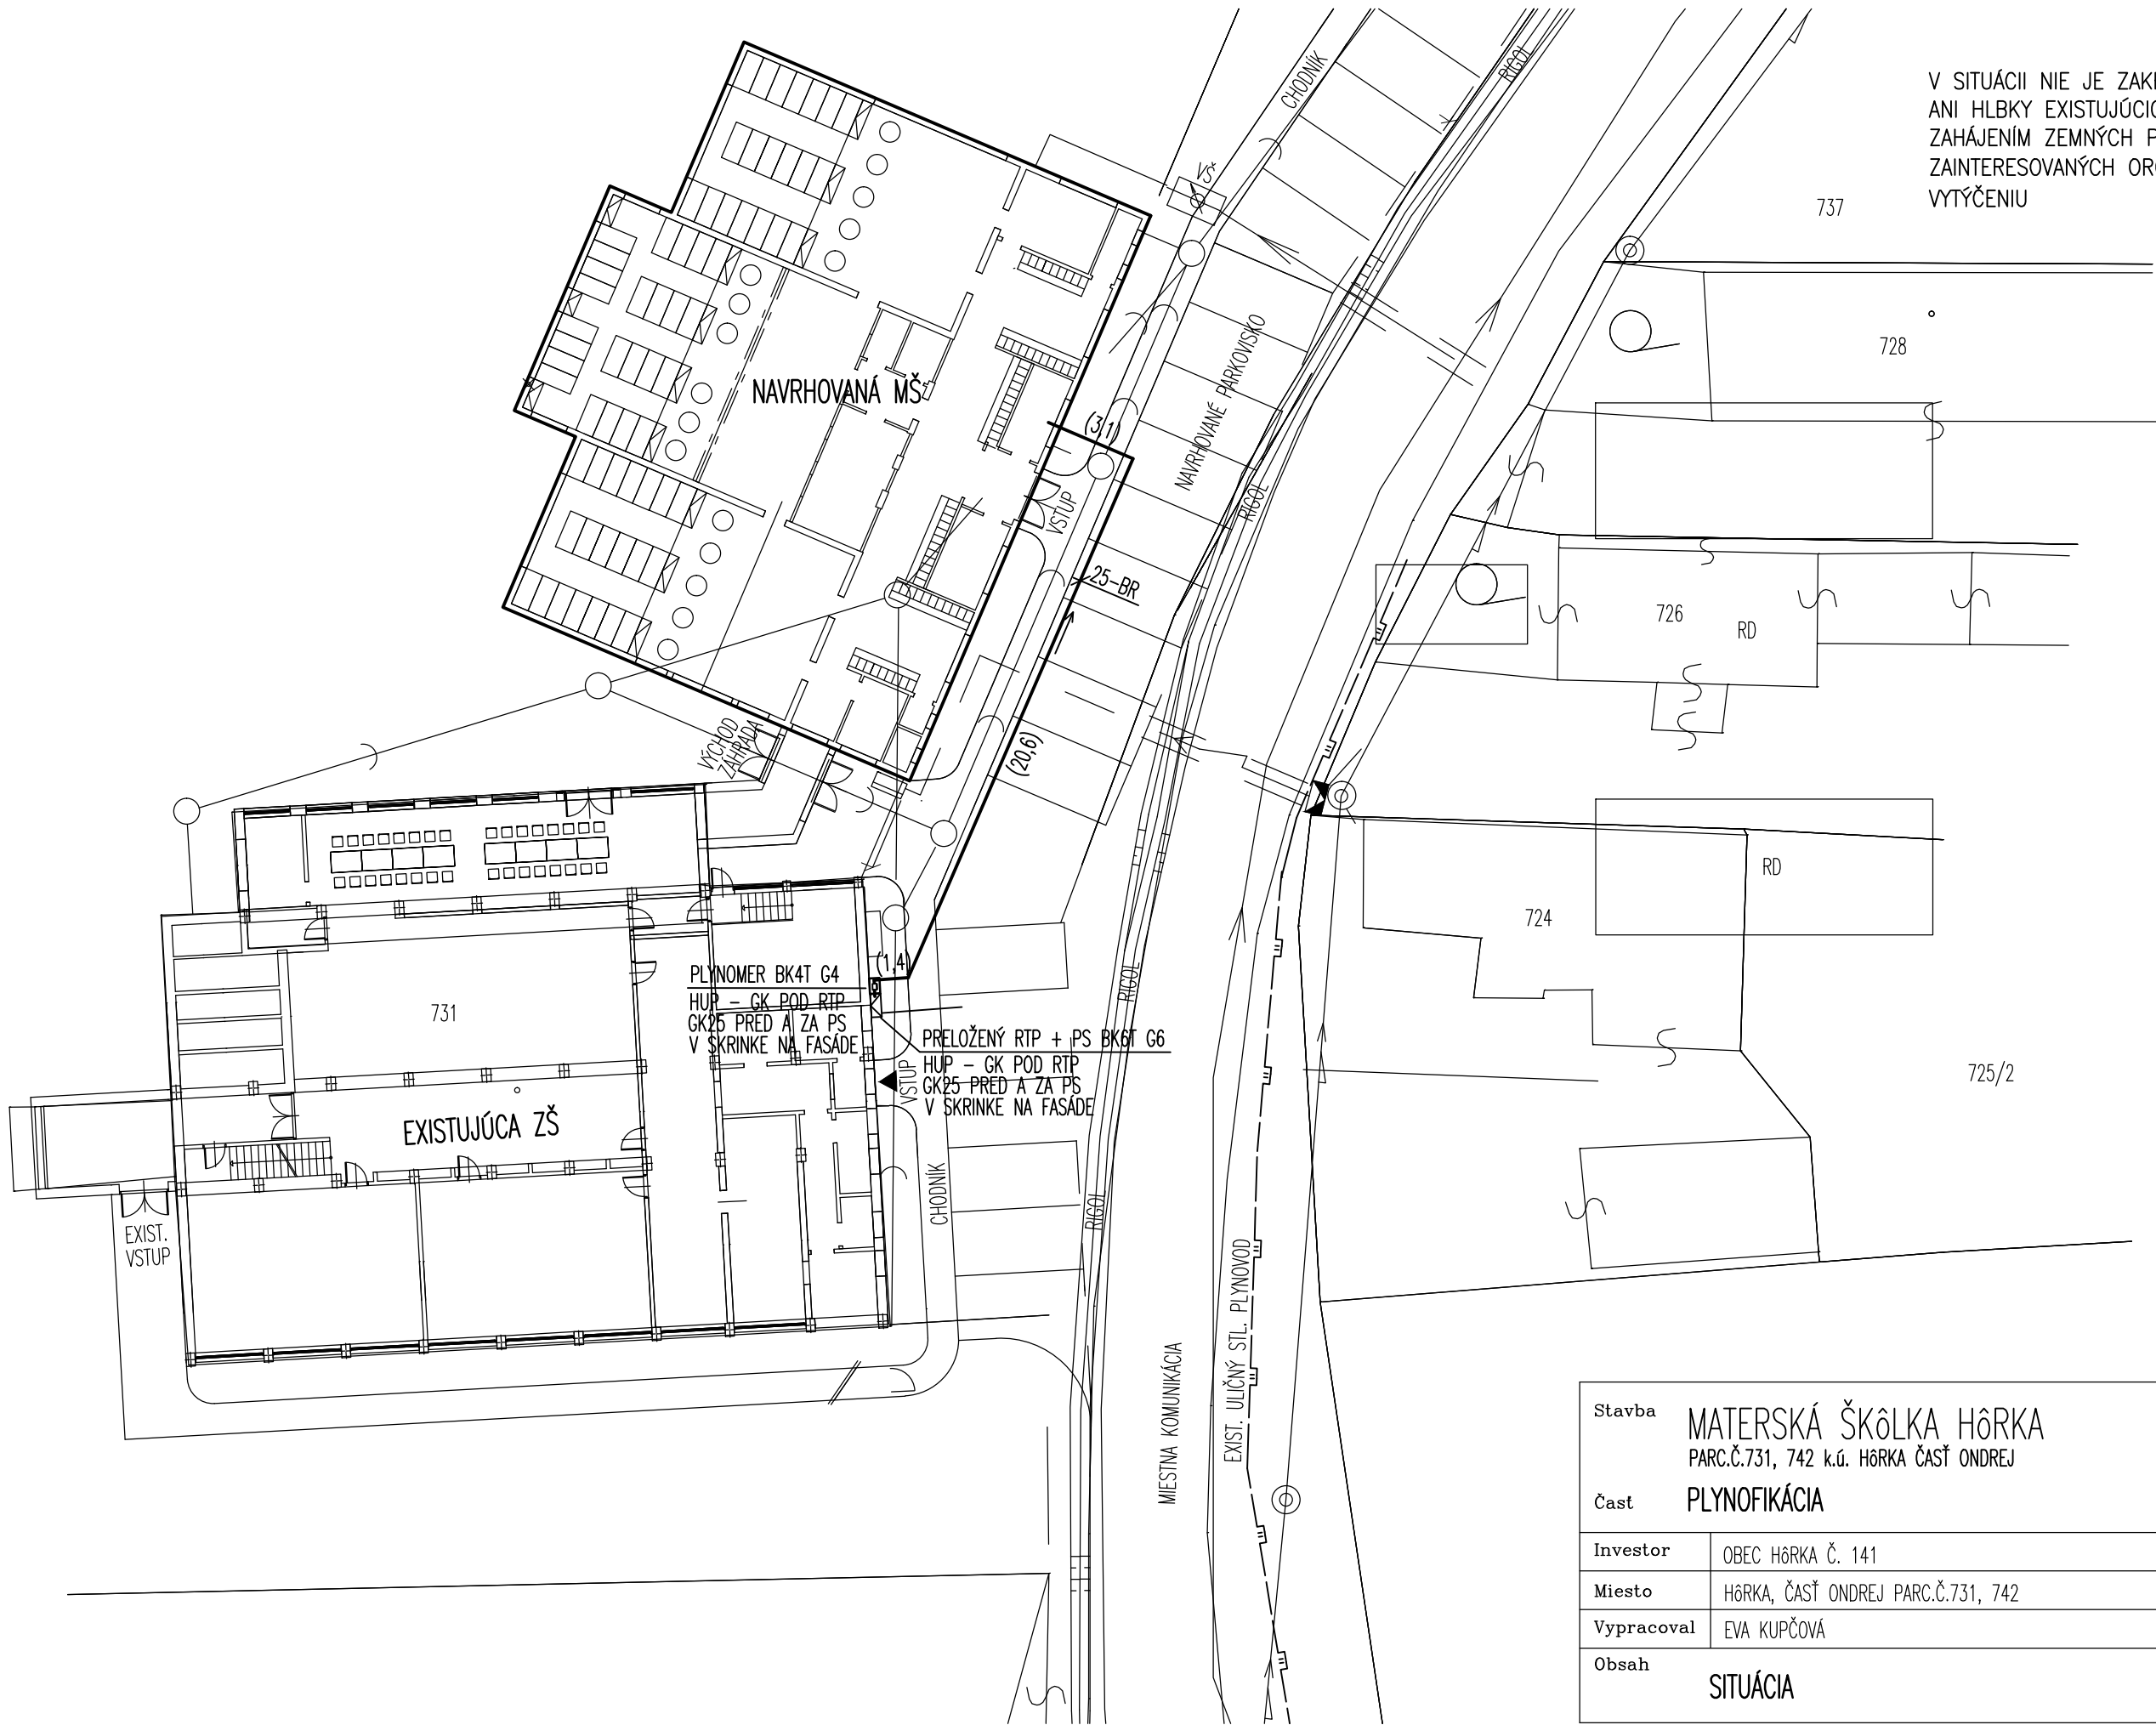 V SITUÁCII NIE JE
ANI HLBKY
ZAHÁJENÍM ZEMNÝCH
ZAINTERESOVANÝCH
VYTÝČENIU
CHODNÍK
RIGOL
VŠ
737
728
NAVRHOVANÁ MŠ
NAVRHOVANÉ PARKOVISKO
(3,1)
RIGOL
VSTUP
25-BR
726
RD
VÝCHOD
ZÁHRADA
(20,6)
RD
724
(1,4)
PLYNOMER BK4T G4
HUP - GK POD RTP
GK25 PRED A ZA PS
V SKRINKE NA FASÁDE
731
RIGOL
PRELOŽENÝ RTP + PS BK6T G6
HUP - GK POD RTP
GK25 PRED A ZA PS
V SKRINKE NA FASÁDE
VSTUP
725/2
EXISTUJÚCA ZŠ
CHODNÍK
RIGOL
EXIST.
VSTUP
MIESTNA KOMUNIKÁCIA
EXIST. ULIČNÝ STL. PLYNOVOD
Stavba MATERSKÁ ŠKôLKA HôRKA
PARC.Č.731, 742 k.ú. HôRKA ČASŤ ONDREJ
Časť PLYNOFIKÁCIA
Investor OBEC HôRKA Č. 141
Miesto HôRKA, ČASŤ ONDREJ PARC.Č.731, 742
Vypracoval EVA KUPČOVÁ
Obsah
SITUÁCIA